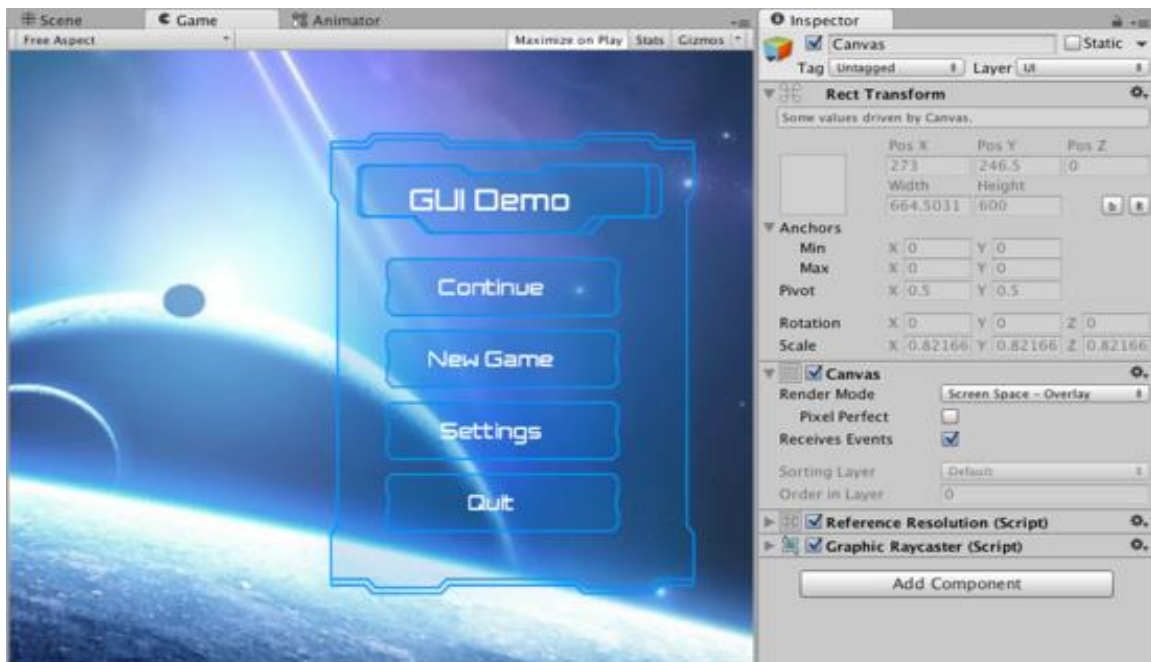 Scene
Game
Animator
Free Aspect
Maximize on Play Stats Gizmos
GUI Demo
Continue
New Game
Settings
Quit
Inspector
Canvas
Static
Tag Untagged Layer UI
Rect Transform
Some values driven by Canvas.
Pos X Pos Y Pos Z
273 246.5 0
Width Height
664.5031 600
R
Anchors
Min X 0 Y 0
Max X 0 Y 0
Pivot X 0.5 Y 0.5
Rotation X 0 Y 0 Z 0
Scale X 0.82166 Y 0.82166 Z 0.82166
Canvas
Render Mode Screen Space - Overlay
Pixel Perfect
Receives Events
Sorting Layer Default
Order in Layer 0
Reference Resolution (Script)
Graphic Raycaster (Script)
Add Component